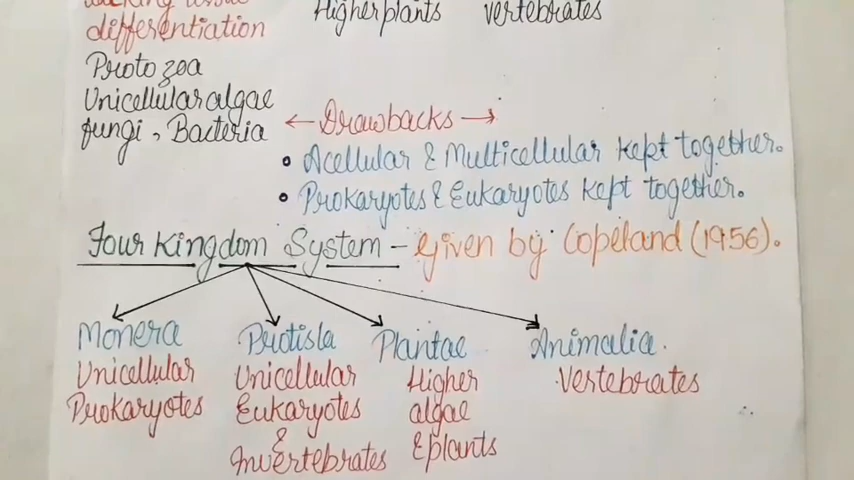 differentiation
Higher plants
vertebrates
Protozoa
Unicellular algae
fungi, Bacteria
← Drawbacks →
• Acellular & Multicellular kept together.
• Prokaryotes & Eukaryotes kept together.
Four Kingdom System - Given by Copeland (1956).
Monera
Unicellular
Prokaryotes
Protista
Unicellular
Eukaryotes
&
Invertebrates
Plantae
Higher
algae
& plants
Animalia.
Vertebrates